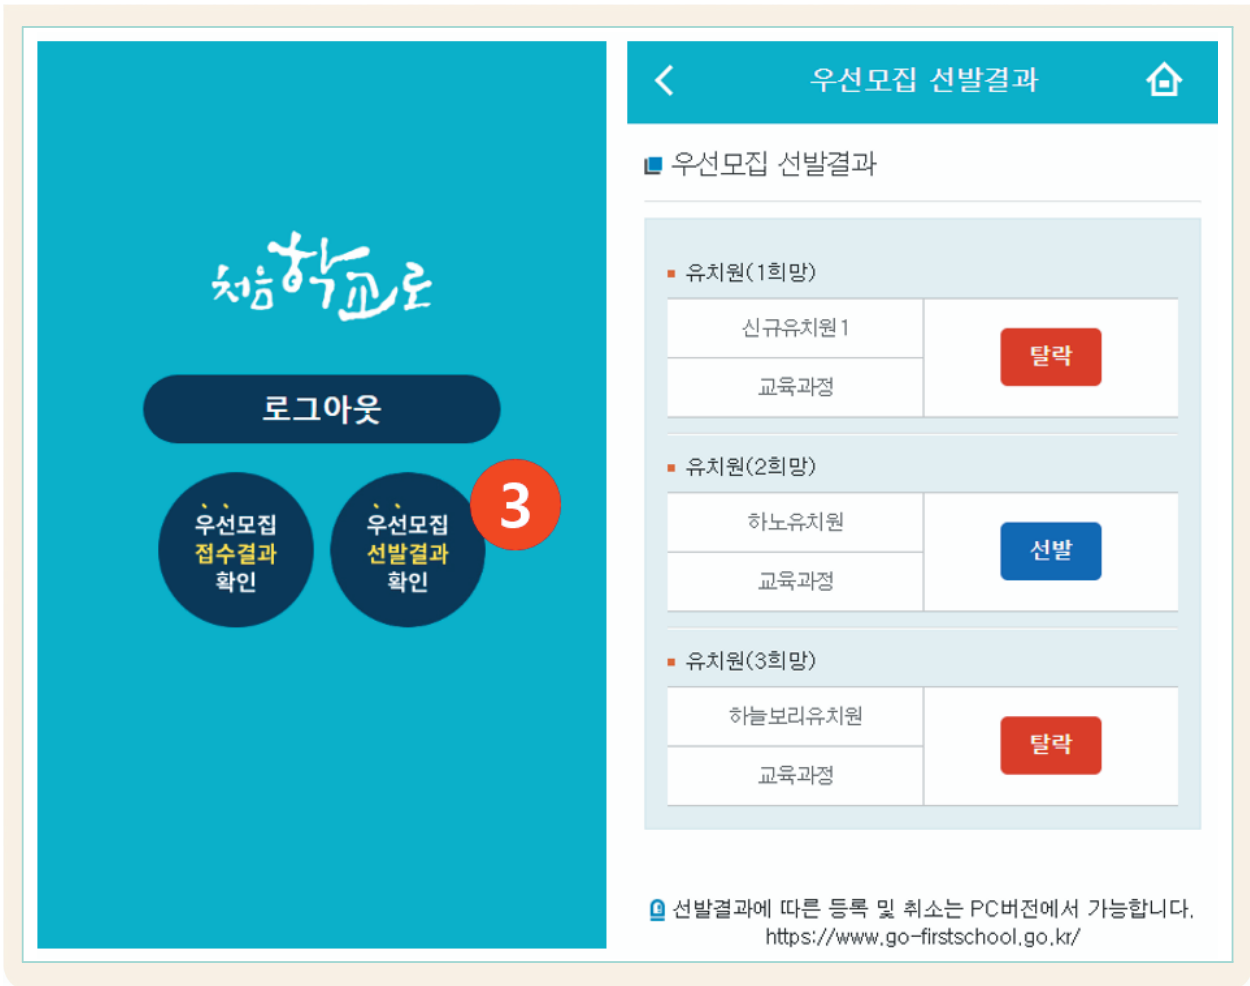 처음학교로
로그아웃
우선모집
접수결과
확인
우선모집
선발결과
확인
3
우선모집 선발결과
우선모집 선발결과
유치원(1희망)
신규유치원1
교육과정
탈락
유치원(2희망)
하노유치원
교육과정
선발
유치원(3희망)
하늘보리유치원
교육과정
탈락
선발결과에 따른 등록 및 취소는 PC버전에서 가능합니다.
https://www.go-firstschool.go.kr/